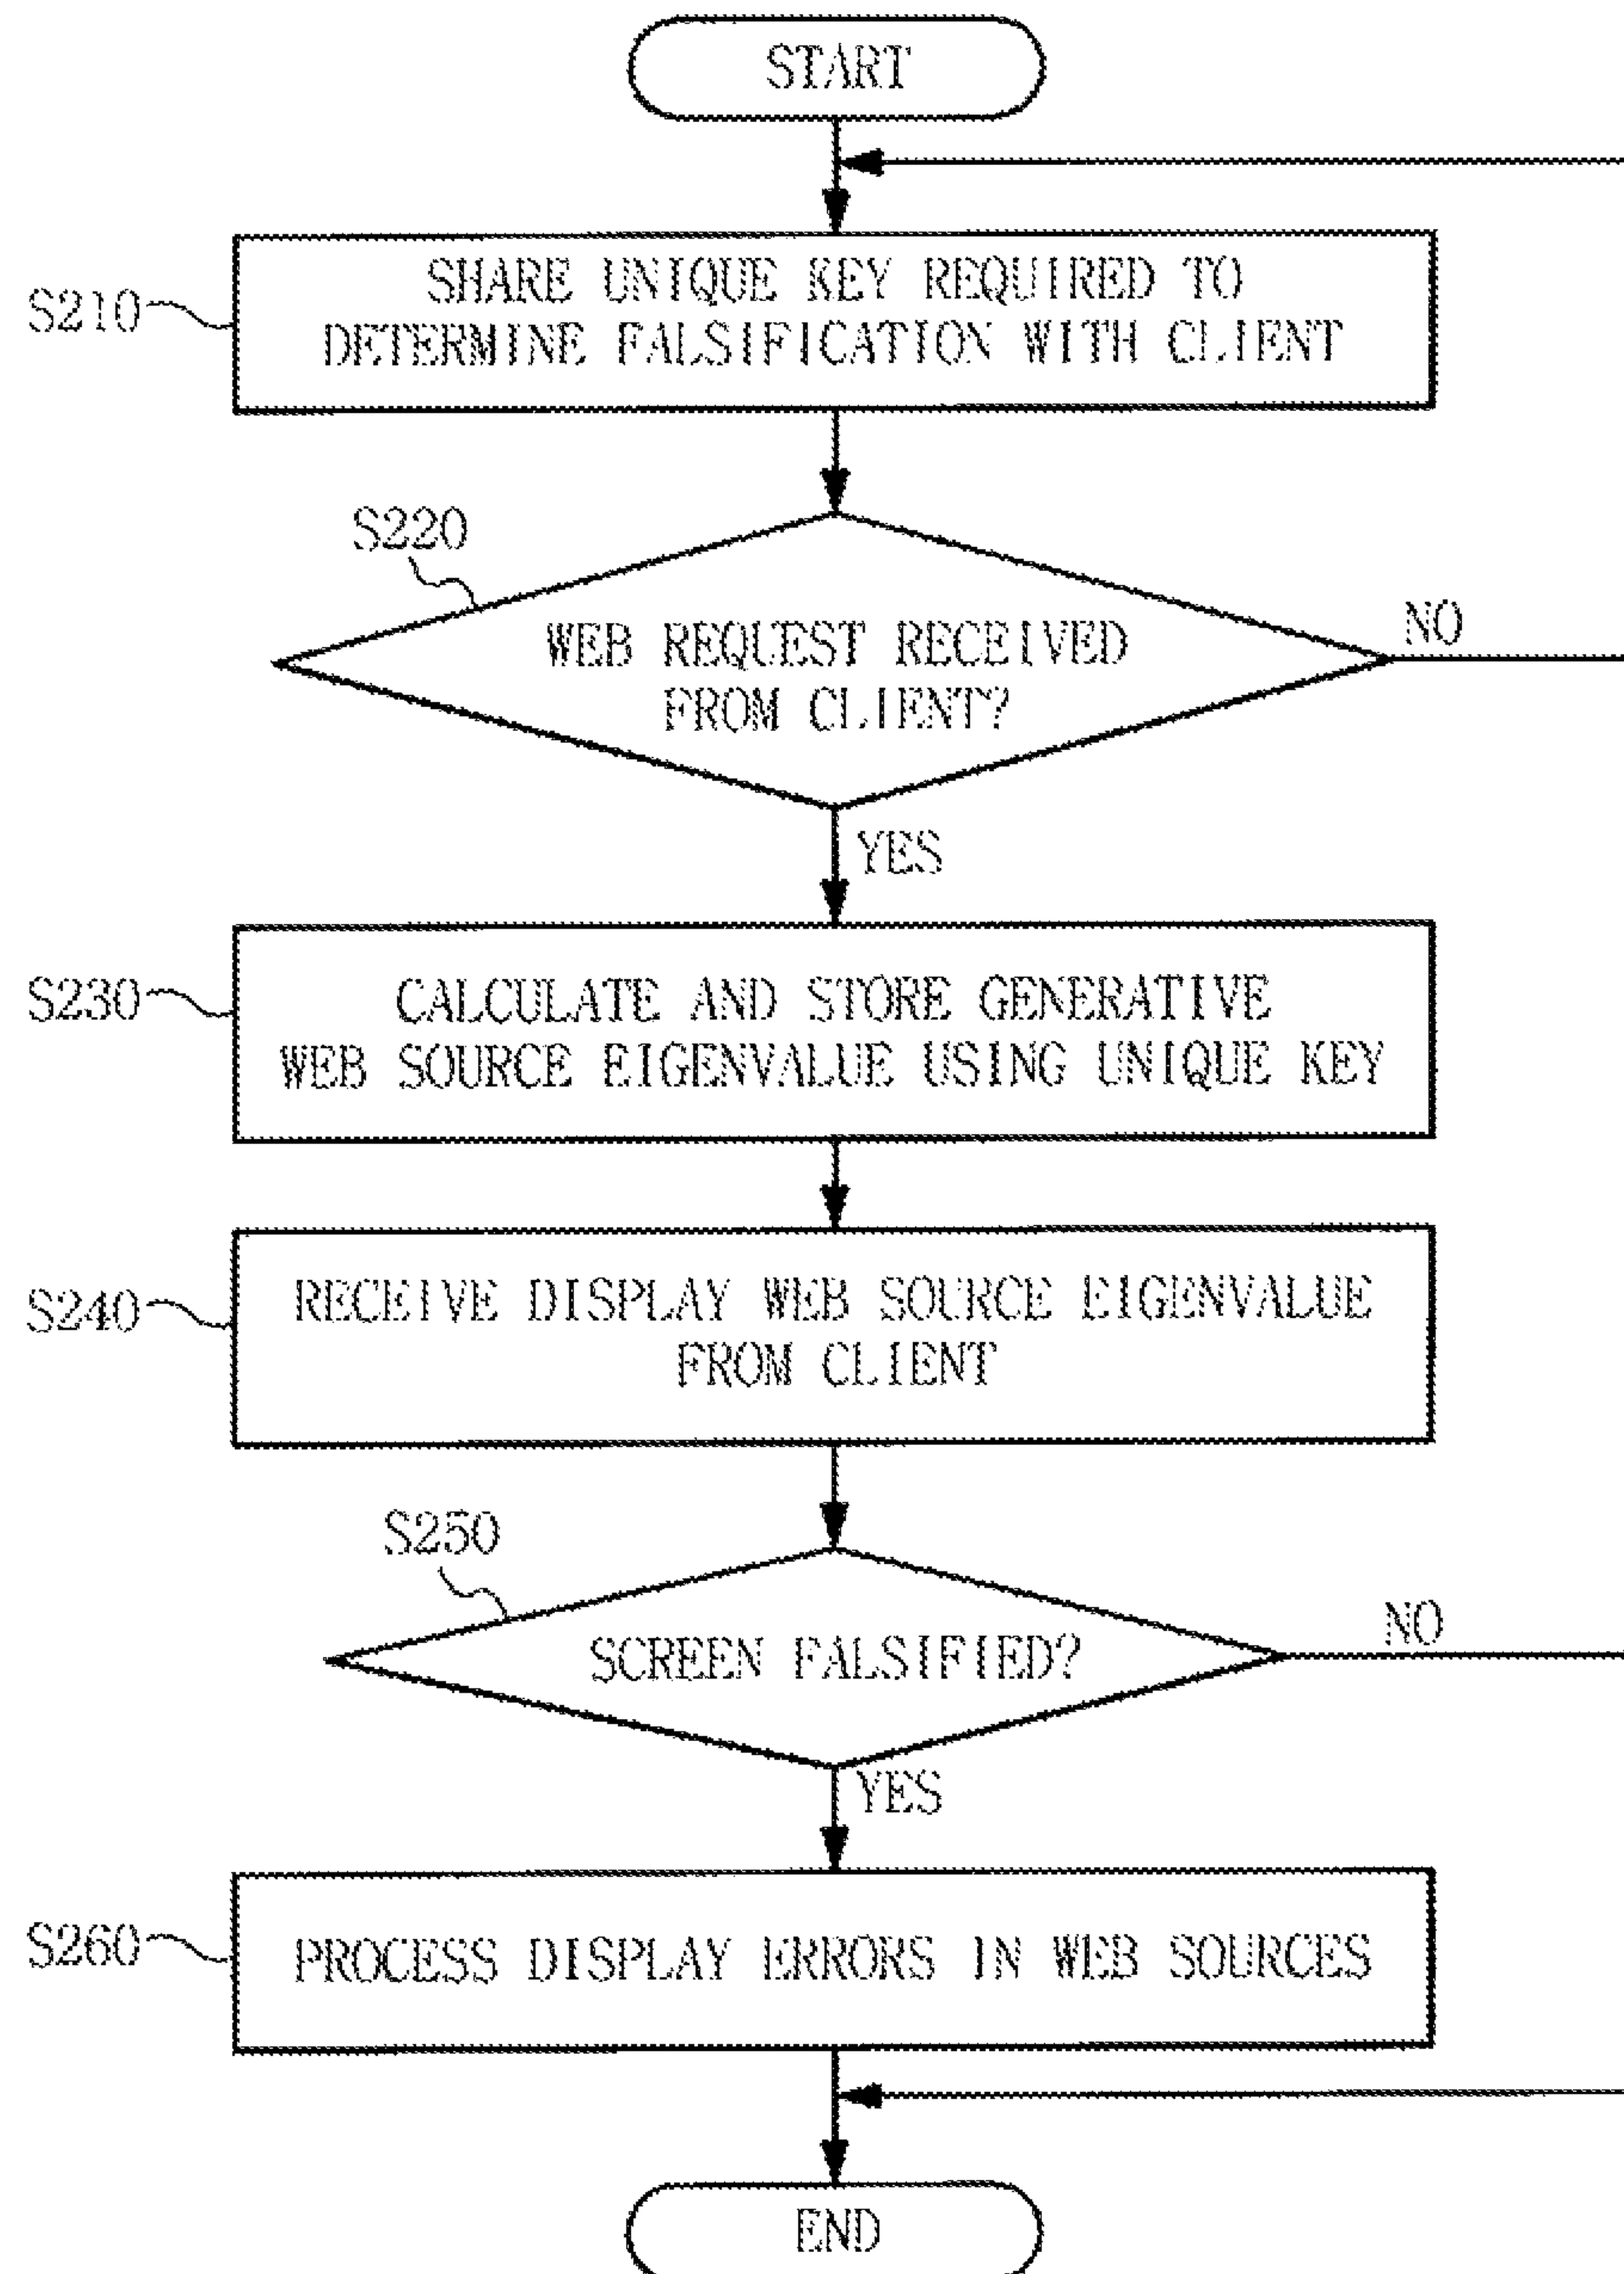 START
S210
SHARE UNIQUE KEY REQUIRED TO
DETERMINE FALSIFICATION WITH CLIENT
S220
WEB REQUEST RECEIVED
FROM CLIENT?
NO
YES
S230
CALCULATE AND STORE GENERATIVE
WEB SOURCE EIGENVALUE USING UNIQUE KEY
S240
RECEIVE DISPLAY WEB SOURCE EIGENVALUE
FROM CLIENT
S250
SCREEN FALSIFIED?
NO
YES
S260
PROCESS DISPLAY ERRORS IN WEB SOURCES
END